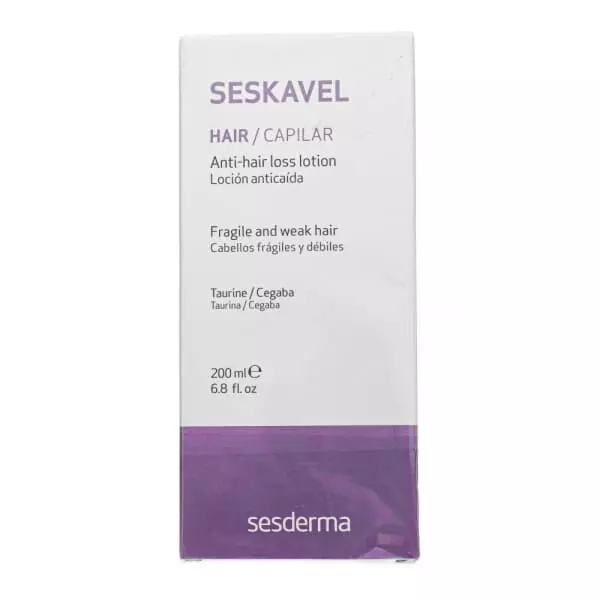 SESKAVEL
HAIR / CAPILAR
Anti-hair loss lotion
Loción anticaída
Fragile and weak hair
Cabellos frágiles y débiles
Taurine / Cegaba
Taurina / Cegaba
200 ml ℮
6.8 fl. oz
sesderma